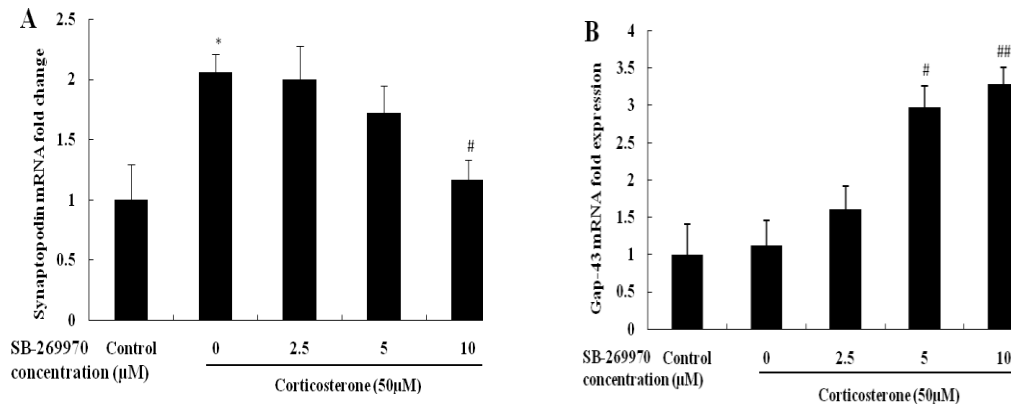 A
Synaptopodin mRNA fold change
2.5
2
1.5
1
0.5
0
*
#
SB-269970 Control 0 2.5 5 10
concentration (μM)
Corticosterone (50μM)
B
Gap-43 mRNA fold expression
4
3.5
3
2.5
2
1.5
1
0.5
0
#
##
SB-269970 Control 0 2.5 5 10
concentration (μM)
Corticosterone (50μM)